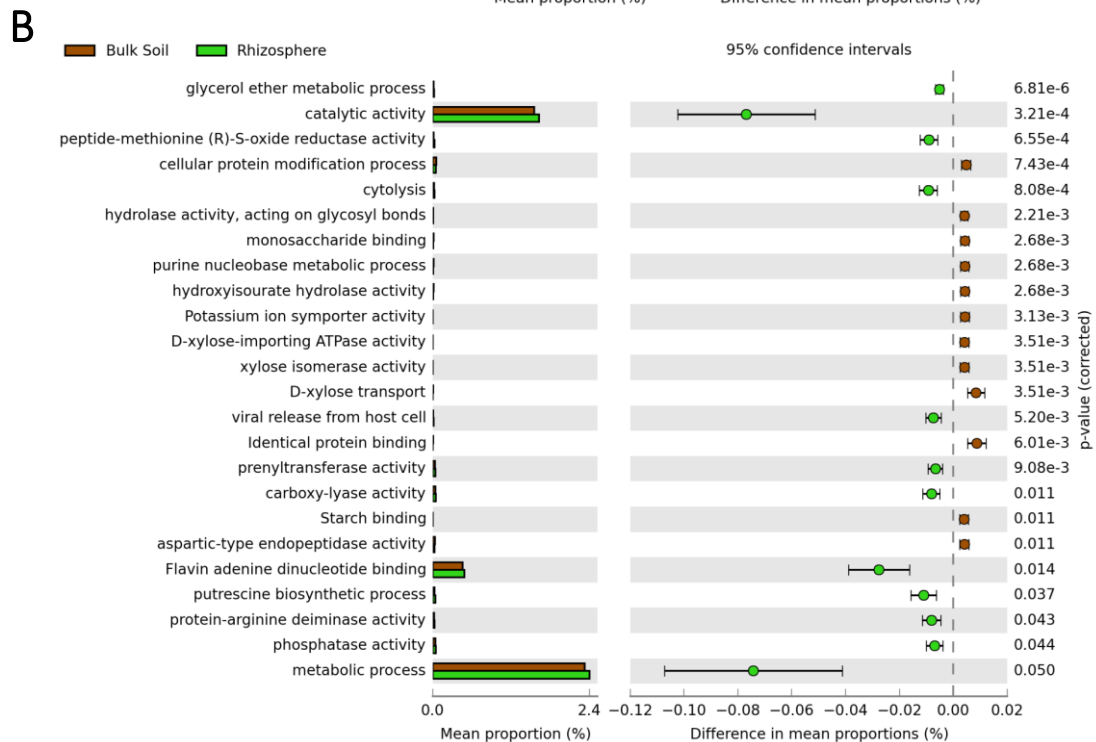 Mean proportion (%) Difference in mean proportions (%)
B
Bulk Soil Rhizosphere 95% confidence intervals
glycerol ether metabolic process 6.81e-6
catalytic activity 3.21e-4
peptide-methionine (R)-S-oxide reductase activity 6.55e-4
cellular protein modification process 7.43e-4
cytolysis 8.08e-4
hydrolase activity, acting on glycosyl bonds 2.21e-3
monosaccharide binding 2.68e-3
purine nucleobase metabolic process 2.68e-3
hydroxyisourate hydrolase activity 2.68e-3
Potassium ion symporter activity 3.13e-3
D-xylose-importing ATPase activity 3.51e-3
xylose isomerase activity 3.51e-3
D-xylose transport 3.51e-3
viral release from host cell 5.20e-3
Identical protein binding 6.01e-3
prenyltransferase activity 9.08e-3
carboxy-lyase activity 0.011
Starch binding 0.011
aspartic-type endopeptidase activity 0.011
Flavin adenine dinucleotide binding 0.014
putrescine biosynthetic process 0.037
protein-arginine deiminase activity 0.043
phosphatase activity 0.044
metabolic process 0.050
p-value (corrected)
0.0 2.4 −0.12 −0.10 −0.08 −0.06 −0.04 −0.02 0.00 0.02
Mean proportion (%) Difference in mean proportions (%)